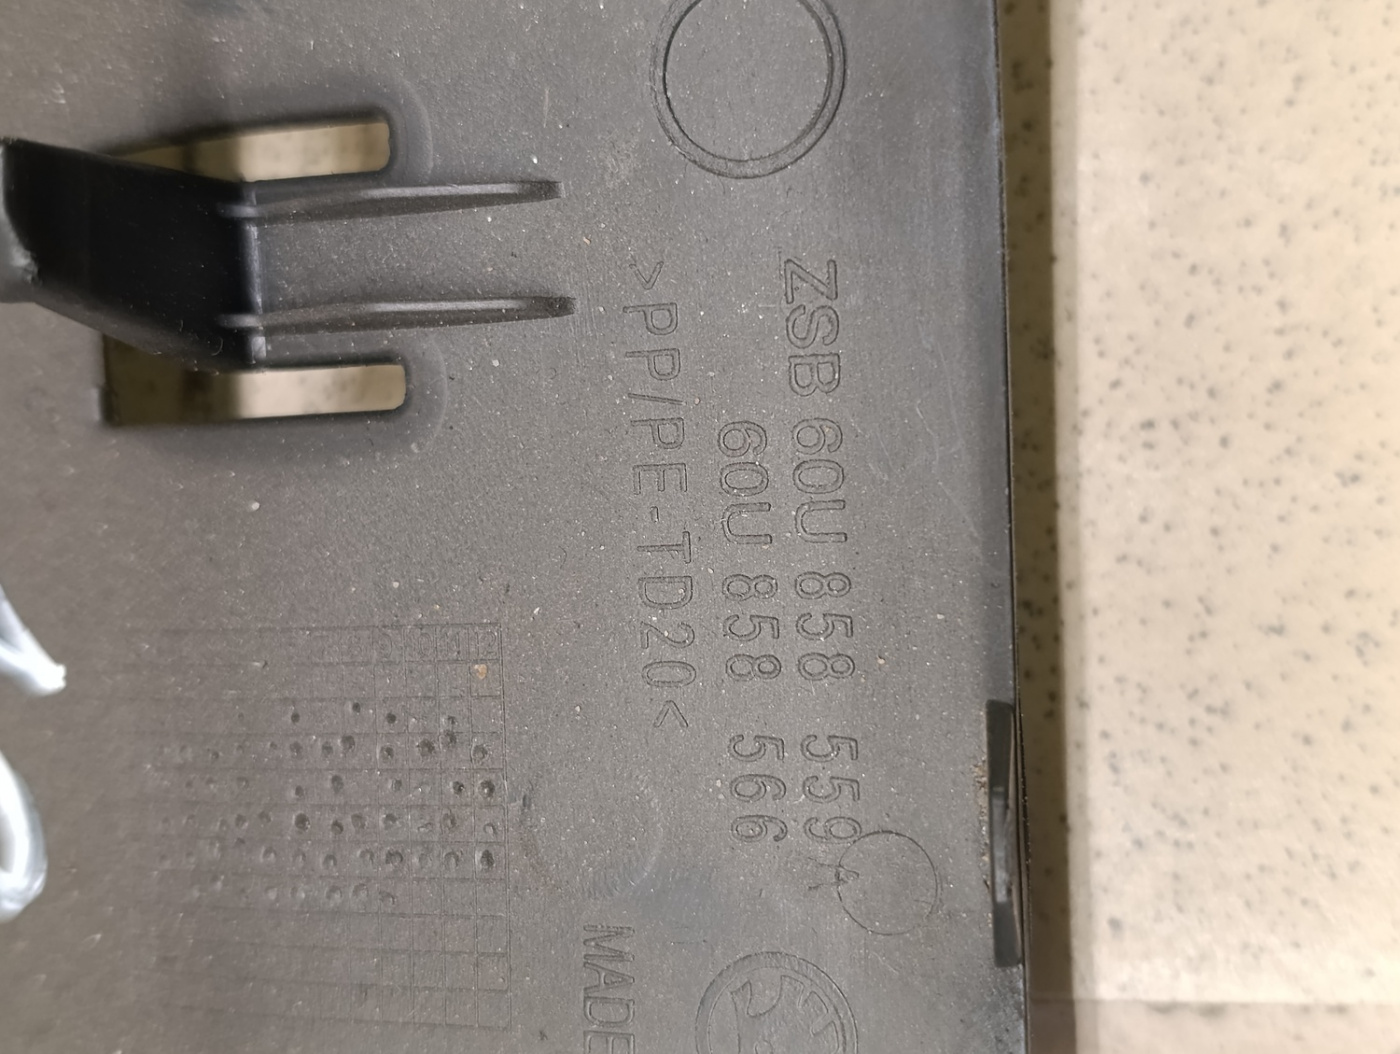 ZSB 60U 858 559 A
60U 858 566
>PP/PE-TD20<
MADE